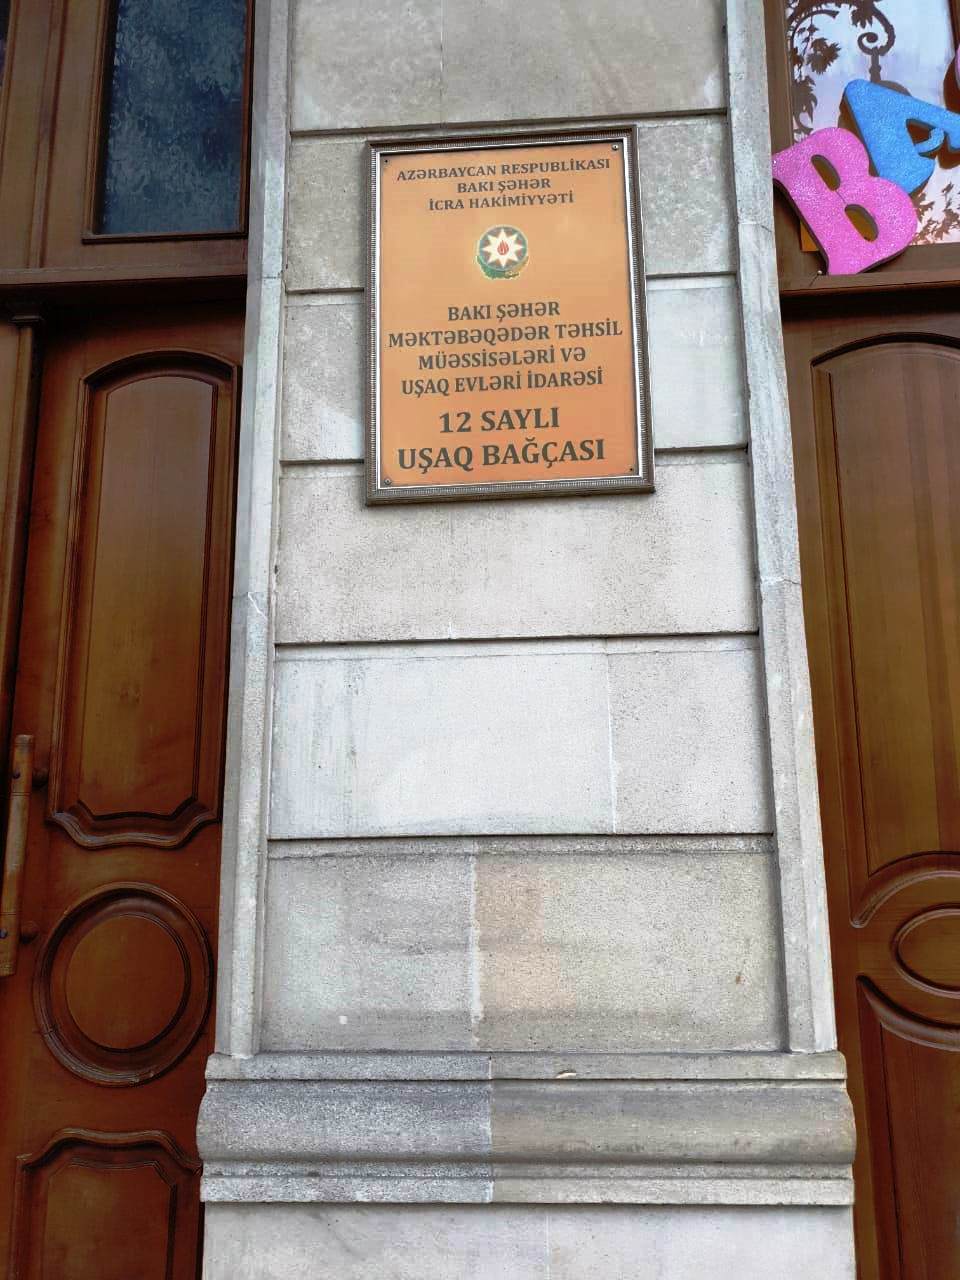 AZƏRBAYCAN RESPUBLİKASI
BAKI ŞƏHƏR
İCRA HAKİMİYYƏTİ
BAKI ŞƏHƏR
MƏKTƏBƏQƏDƏR TƏHSİL
MÜƏSSİSƏLƏRİ VƏ
UŞAQ EVLƏRİ İDARƏSİ
12 SAYLI
UŞAQ BAĞÇASI